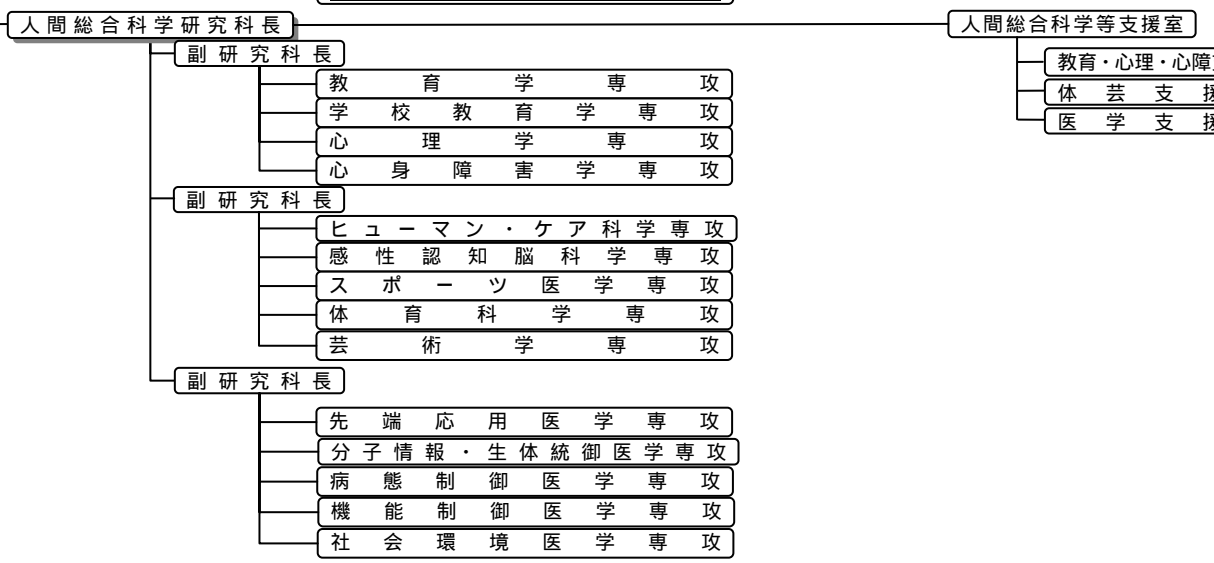 人間総合科学研究科長
人間総合科学等支援室
副研究科長
教育・心理・心障
教育学専攻
体芸支援
学校教育学専攻
医学支援
心理学専攻
心身障害学専攻
副研究科長
ヒューマン・ケア科学専攻
感性認知脳科学専攻
スポーツ医学専攻
体育科学専攻
芸術学専攻
副研究科長
先端応用医学専攻
分子情報・生体統御医学専攻
病態制御医学専攻
機能制御医学専攻
社会環境医学専攻